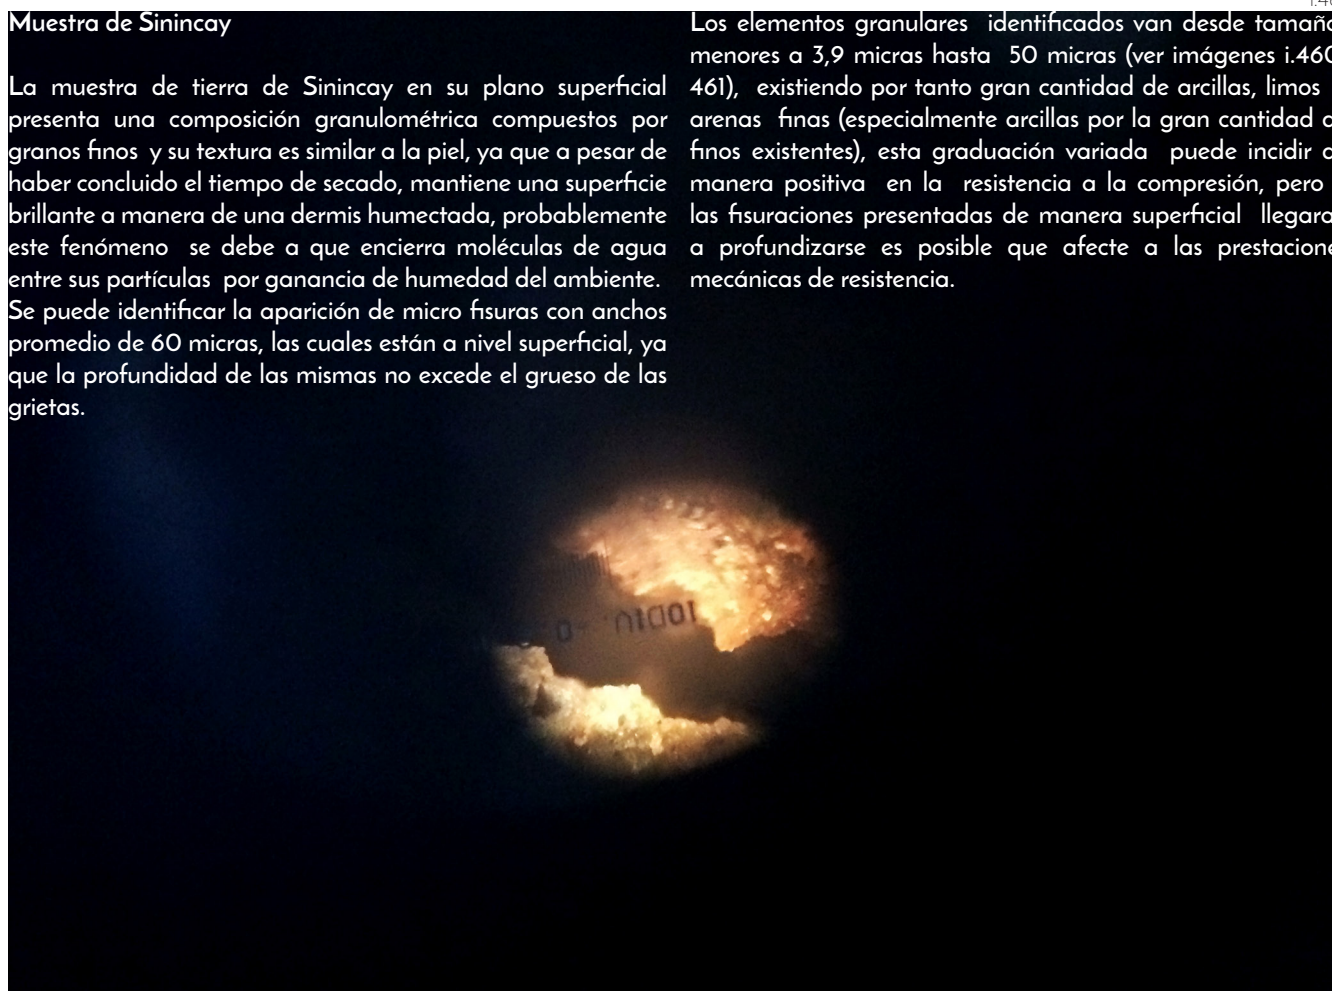 Muestra de Sinincay
La muestra de tierra de Sinincay en su plano superficial
presenta una composición granulométrica compuestos por
granos finos y su textura es similar a la piel, ya que a pesar de
haber concluido el tiempo de secado, mantiene una superficie
brillante a manera de una dermis humectada, probablemente
este fenómeno se debe a que encierra moléculas de agua
entre sus partículas por ganancia de humedad del ambiente.
Se puede identificar la aparición de micro fisuras con anchos
promedio de 60 micras, las cuales están a nivel superficial, ya
que la profundidad de las mismas no excede el grueso de las
grietas.
Los elementos granulares identificados van desde tamaño
menores a 3,9 micras hasta 50 micras (ver imágenes i.460
461), existiendo por tanto gran cantidad de arcillas, limos
arenas finas (especialmente arcillas por la gran cantidad
finos existentes), esta graduación variada puede incidir
manera positiva en la resistencia a la compresión, pero
las fisuraciones presentadas de manera superficial llegara
a profundizarse es posible que afecte a las prestacione
mecánicas de resistencia.